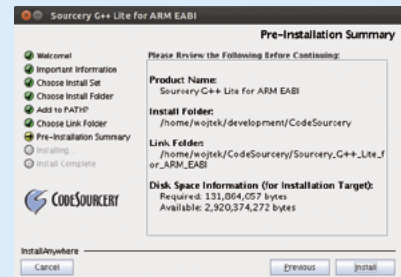 Sourcery G++ Lite for ARM EABI
Pre-Installation Summary
Welcome!
Important Information
Choose Install Set
Choose Install Folder
Add to PATH?
Choose Link Folder
Pre-Installation Summary
Installing...
Install Complete
CODESOURCERY
Please Review the Following Before Continuing:
Product Name:
Sourcery G++ Lite for ARM EABI
Install Folder:
/home/wojtek/development/CodeSourcery
Link Folder:
/home/wojtek/CodeSourcery/Sourcery_G++_Lite_f
or_ARM_EABI
Disk Space Information (for Installation Target):
Required: 131,864,057 bytes
Available: 2,920,374,272 bytes
InstallAnywhere
Cancel
Previous
Install